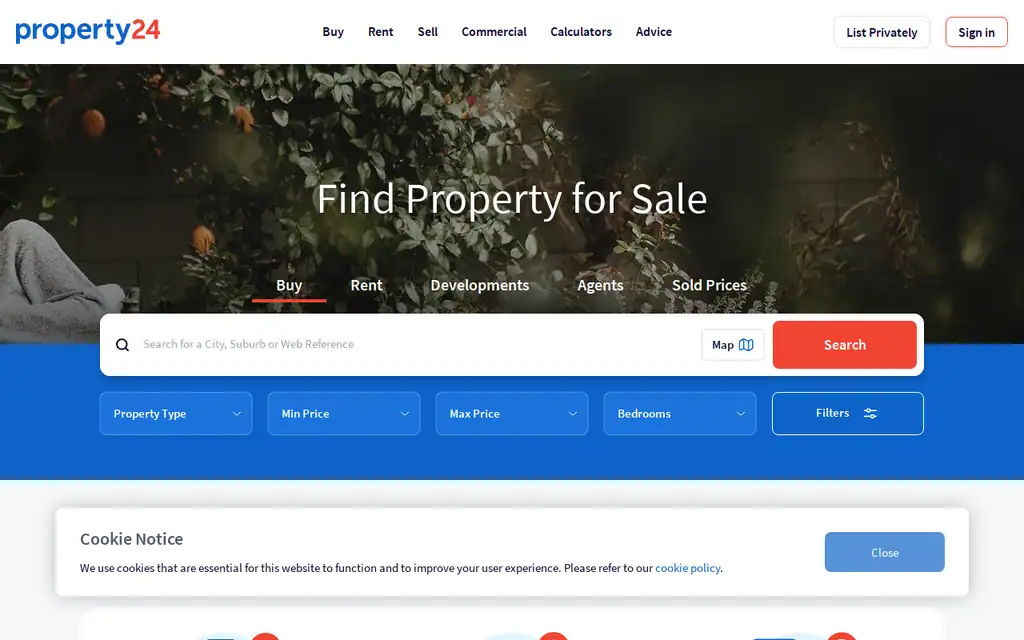 property24
Buy Rent Sell Commercial Calculators Advice
List Privately
Sign in
Find Property for Sale
Buy Rent Developments Agents Sold Prices
Search for a City, Suburb or Web Reference
Map
Search
Property Type
Min Price
Max Price
Bedrooms
Filters
Cookie Notice
We use cookies that are essential for this website to function and to improve your user experience. Please refer to our cookie policy.
Close